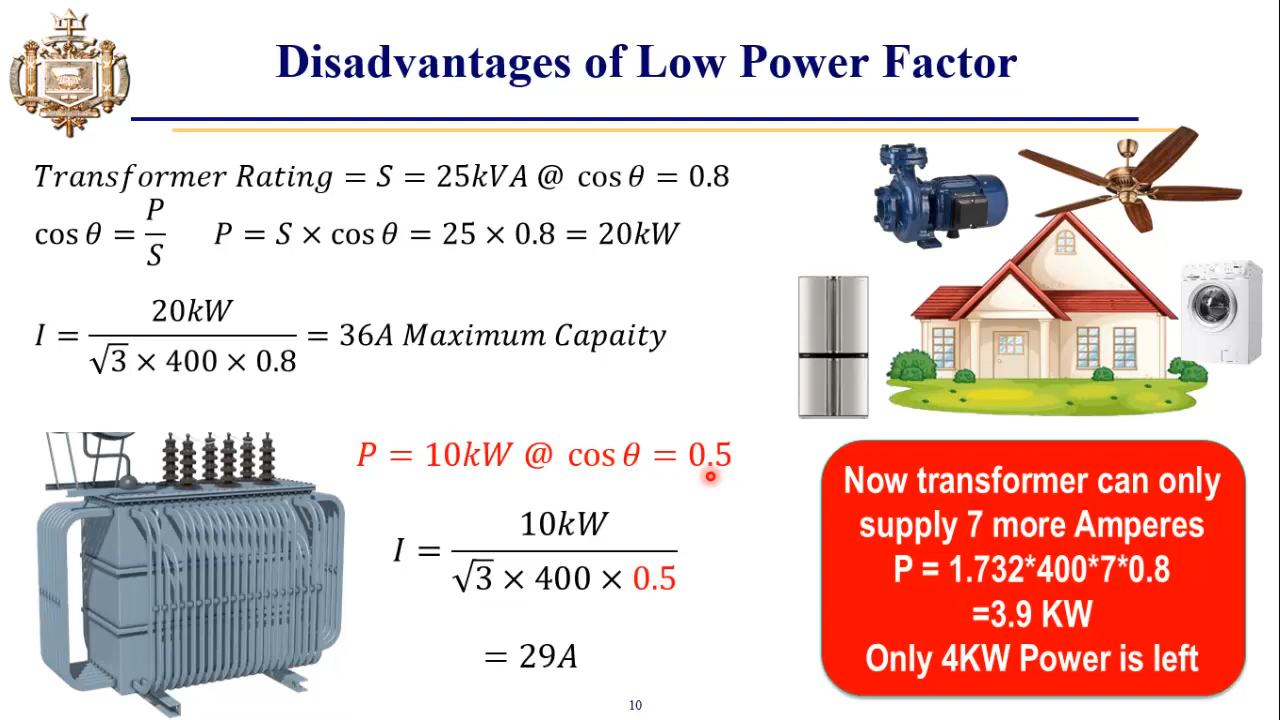 Disadvantages of Low Power Factor
Transformer Rating = S = 25kVA @ cos θ = 0.8
cos θ = P/S P = S × cos θ = 25 × 0.8 = 20kW
I = 20kW / (√3 × 400 × 0.8) = 36A Maximum Capaity
P = 10kW @ cos θ = 0.5
I = 10kW / (√3 × 400 × 0.5)
= 29A
Now transformer can only
supply 7 more Amperes
P = 1.732*400*7*0.8
=3.9 KW
Only 4KW Power is left
10